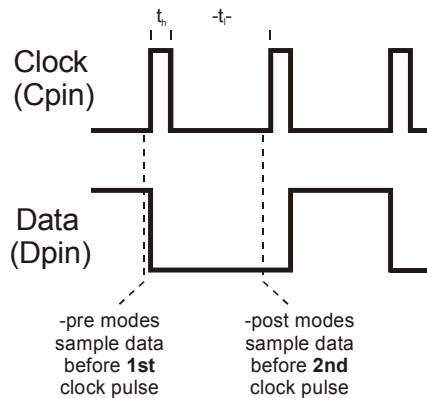 tₕ -tₗ-
Clock
(Cpin)
Data
(Dpin)
-pre modes
sample data
before 1st
clock pulse
-post modes
sample data
before 2nd
clock pulse